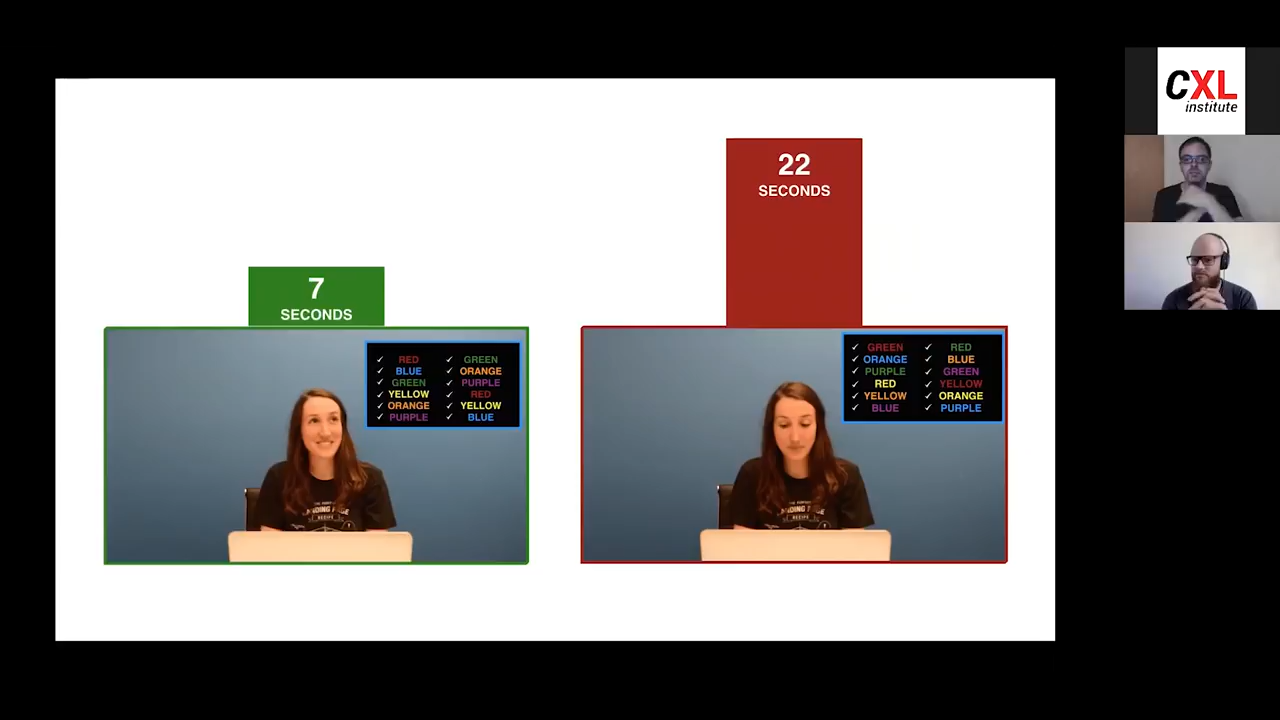 CXL
institute
22
SECONDS
7
SECONDS
✓ RED ✓ GREEN
✓ BLUE ✓ ORANGE
✓ GREEN ✓ PURPLE
✓ YELLOW ✓ RED
✓ ORANGE ✓ YELLOW
✓ PURPLE ✓ BLUE
✓ GREEN ✓ RED
✓ ORANGE ✓ BLUE
✓ PURPLE ✓ GREEN
✓ RED ✓ YELLOW
✓ YELLOW ✓ ORANGE
✓ BLUE ✓ PURPLE
RECIPE